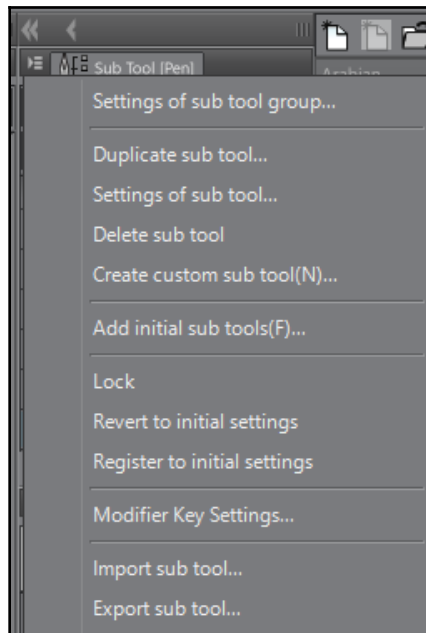 Sub Tool [Pen]
Arabian
Settings of sub tool group...
Duplicate sub tool...
Settings of sub tool...
Delete sub tool
Create custom sub tool(N)...
Add initial sub tools(F)...
Lock
Revert to initial settings
Register to initial settings
Modifier Key Settings...
Import sub tool...
Export sub tool...